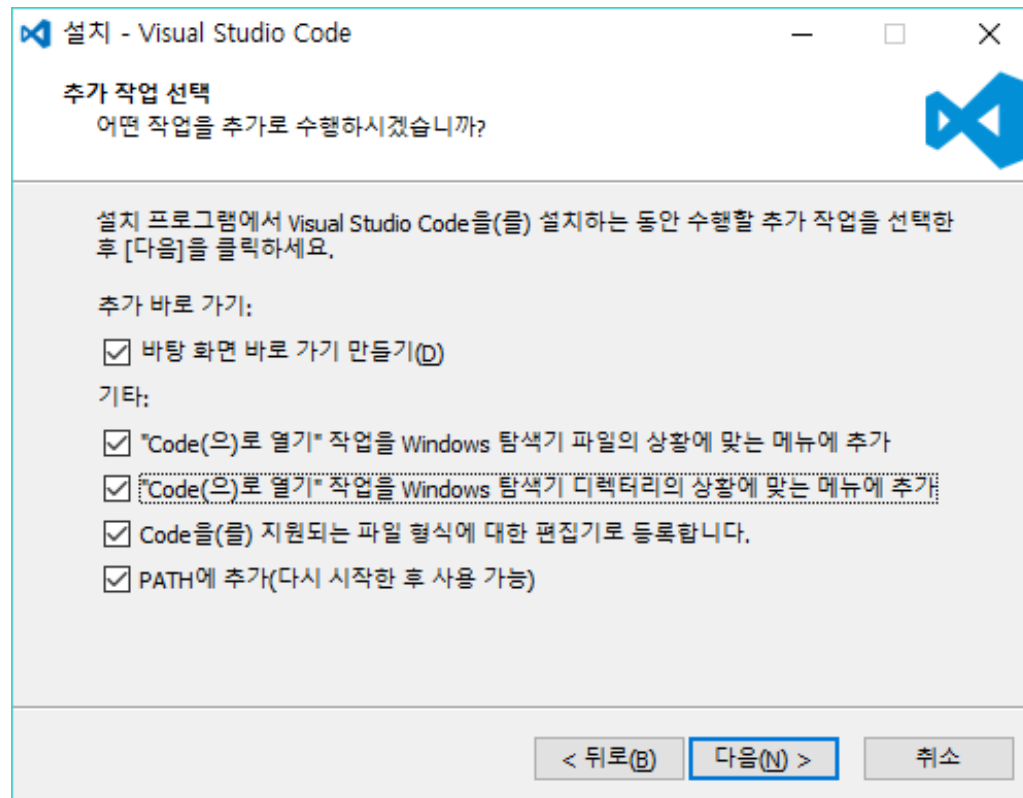 설치 - Visual Studio Code
추가 작업 선택
어떤 작업을 추가로 수행하시겠습니까?
설치 프로그램에서 Visual Studio Code을(를) 설치하는 동안 수행할 추가 작업을 선택한
후 [다음]을 클릭하세요.
추가 바로 가기:
바탕 화면 바로 가기 만들기(D)
기타:
"Code(으)로 열기" 작업을 Windows 탐색기 파일의 상황에 맞는 메뉴에 추가
"Code(으)로 열기" 작업을 Windows 탐색기 디렉터리의 상황에 맞는 메뉴에 추가
Code을(를) 지원되는 파일 형식에 대한 편집기로 등록합니다.
PATH에 추가(다시 시작한 후 사용 가능)
< 뒤로(B) 다음(N) > 취소